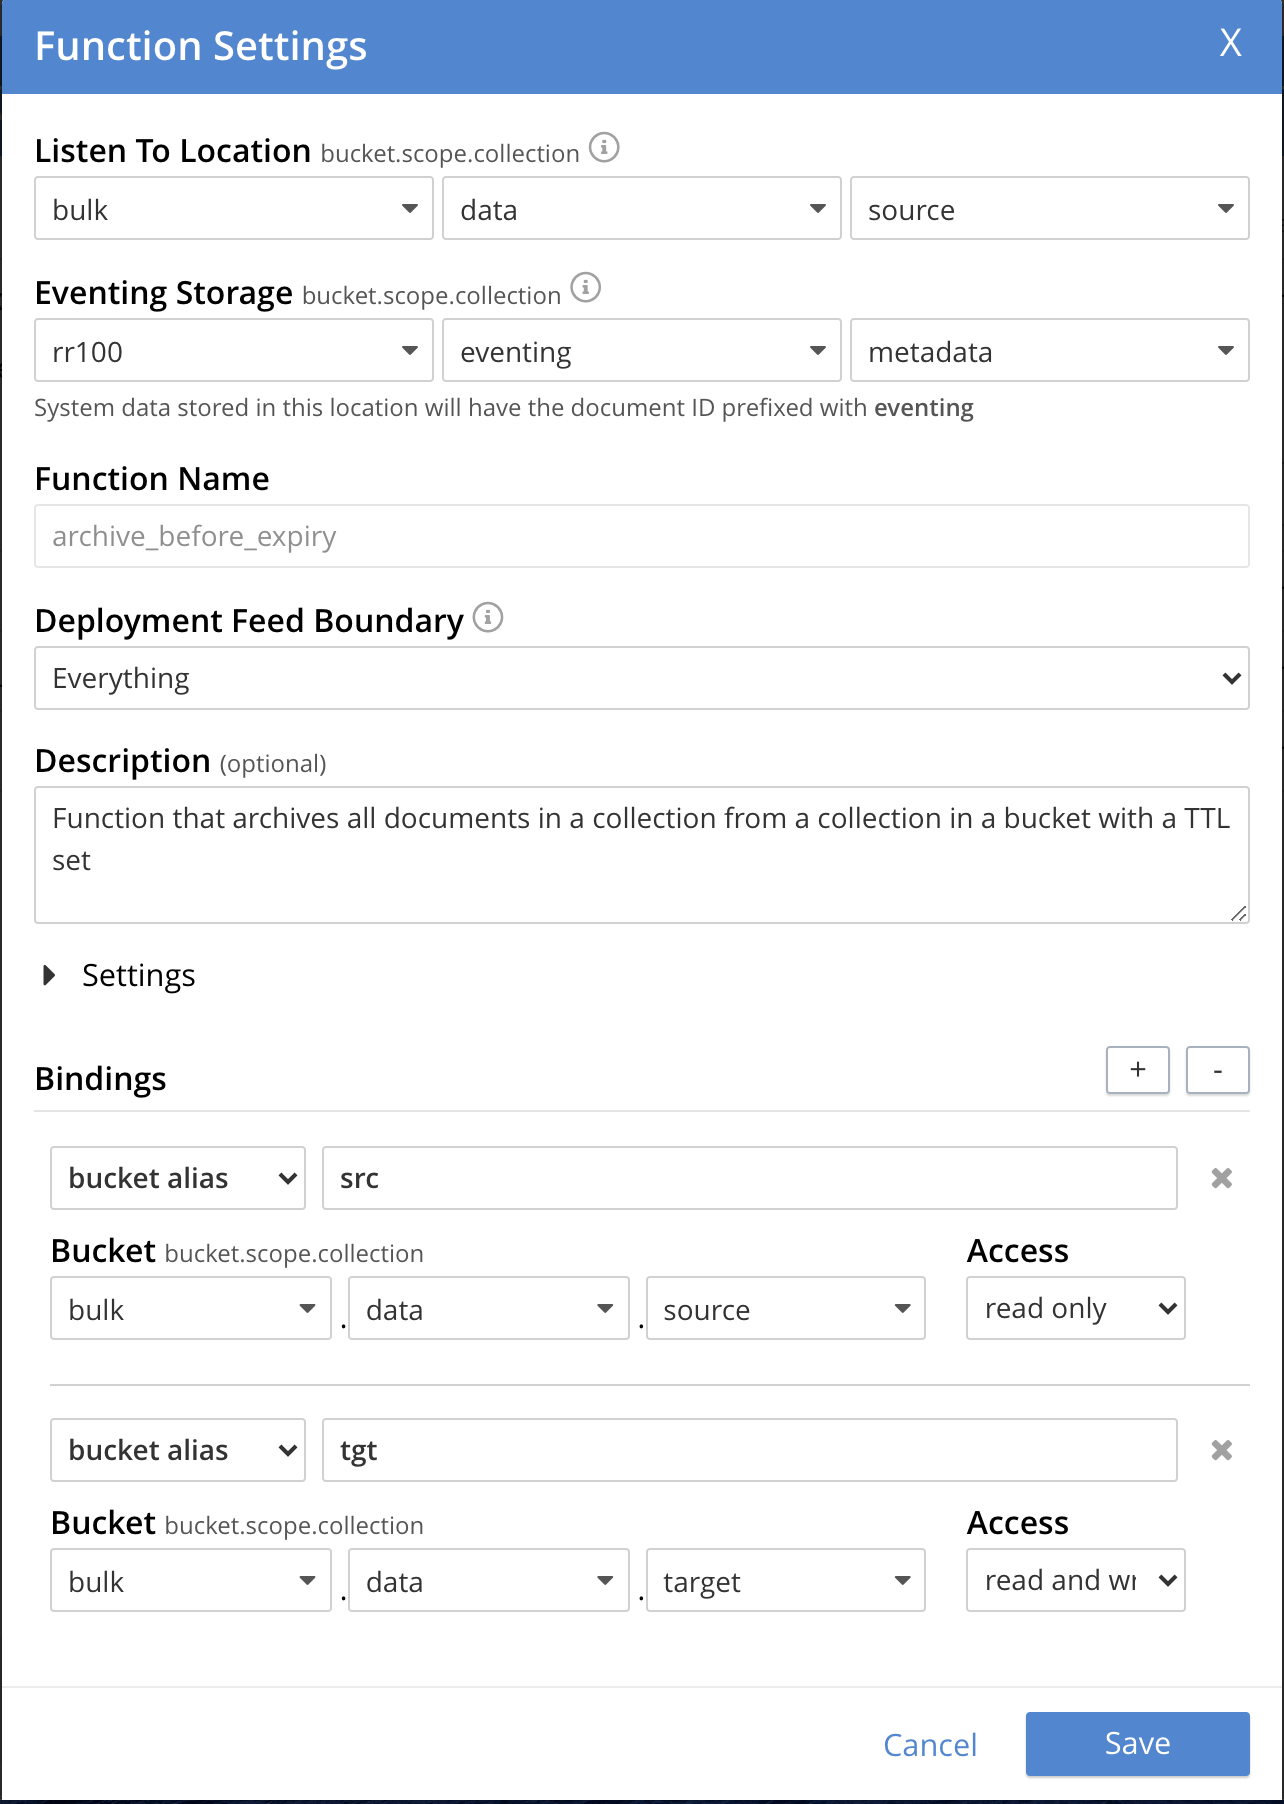 Function Settings X
Listen To Location bucket.scope.collection
bulk data source
Eventing Storage bucket.scope.collection
rr100 eventing metadata
System data stored in this location will have the document ID prefixed with eventing
Function Name
archive_before_expiry
Deployment Feed Boundary
Everything
Description (optional)
Function that archives all documents in a collection from a collection in a bucket with a TTL
set
Settings
Bindings + -
bucket alias src
Bucket bucket.scope.collection Access
bulk . data . source read only
bucket alias tgt
Bucket bucket.scope.collection Access
bulk . data . target read and wr
Cancel Save